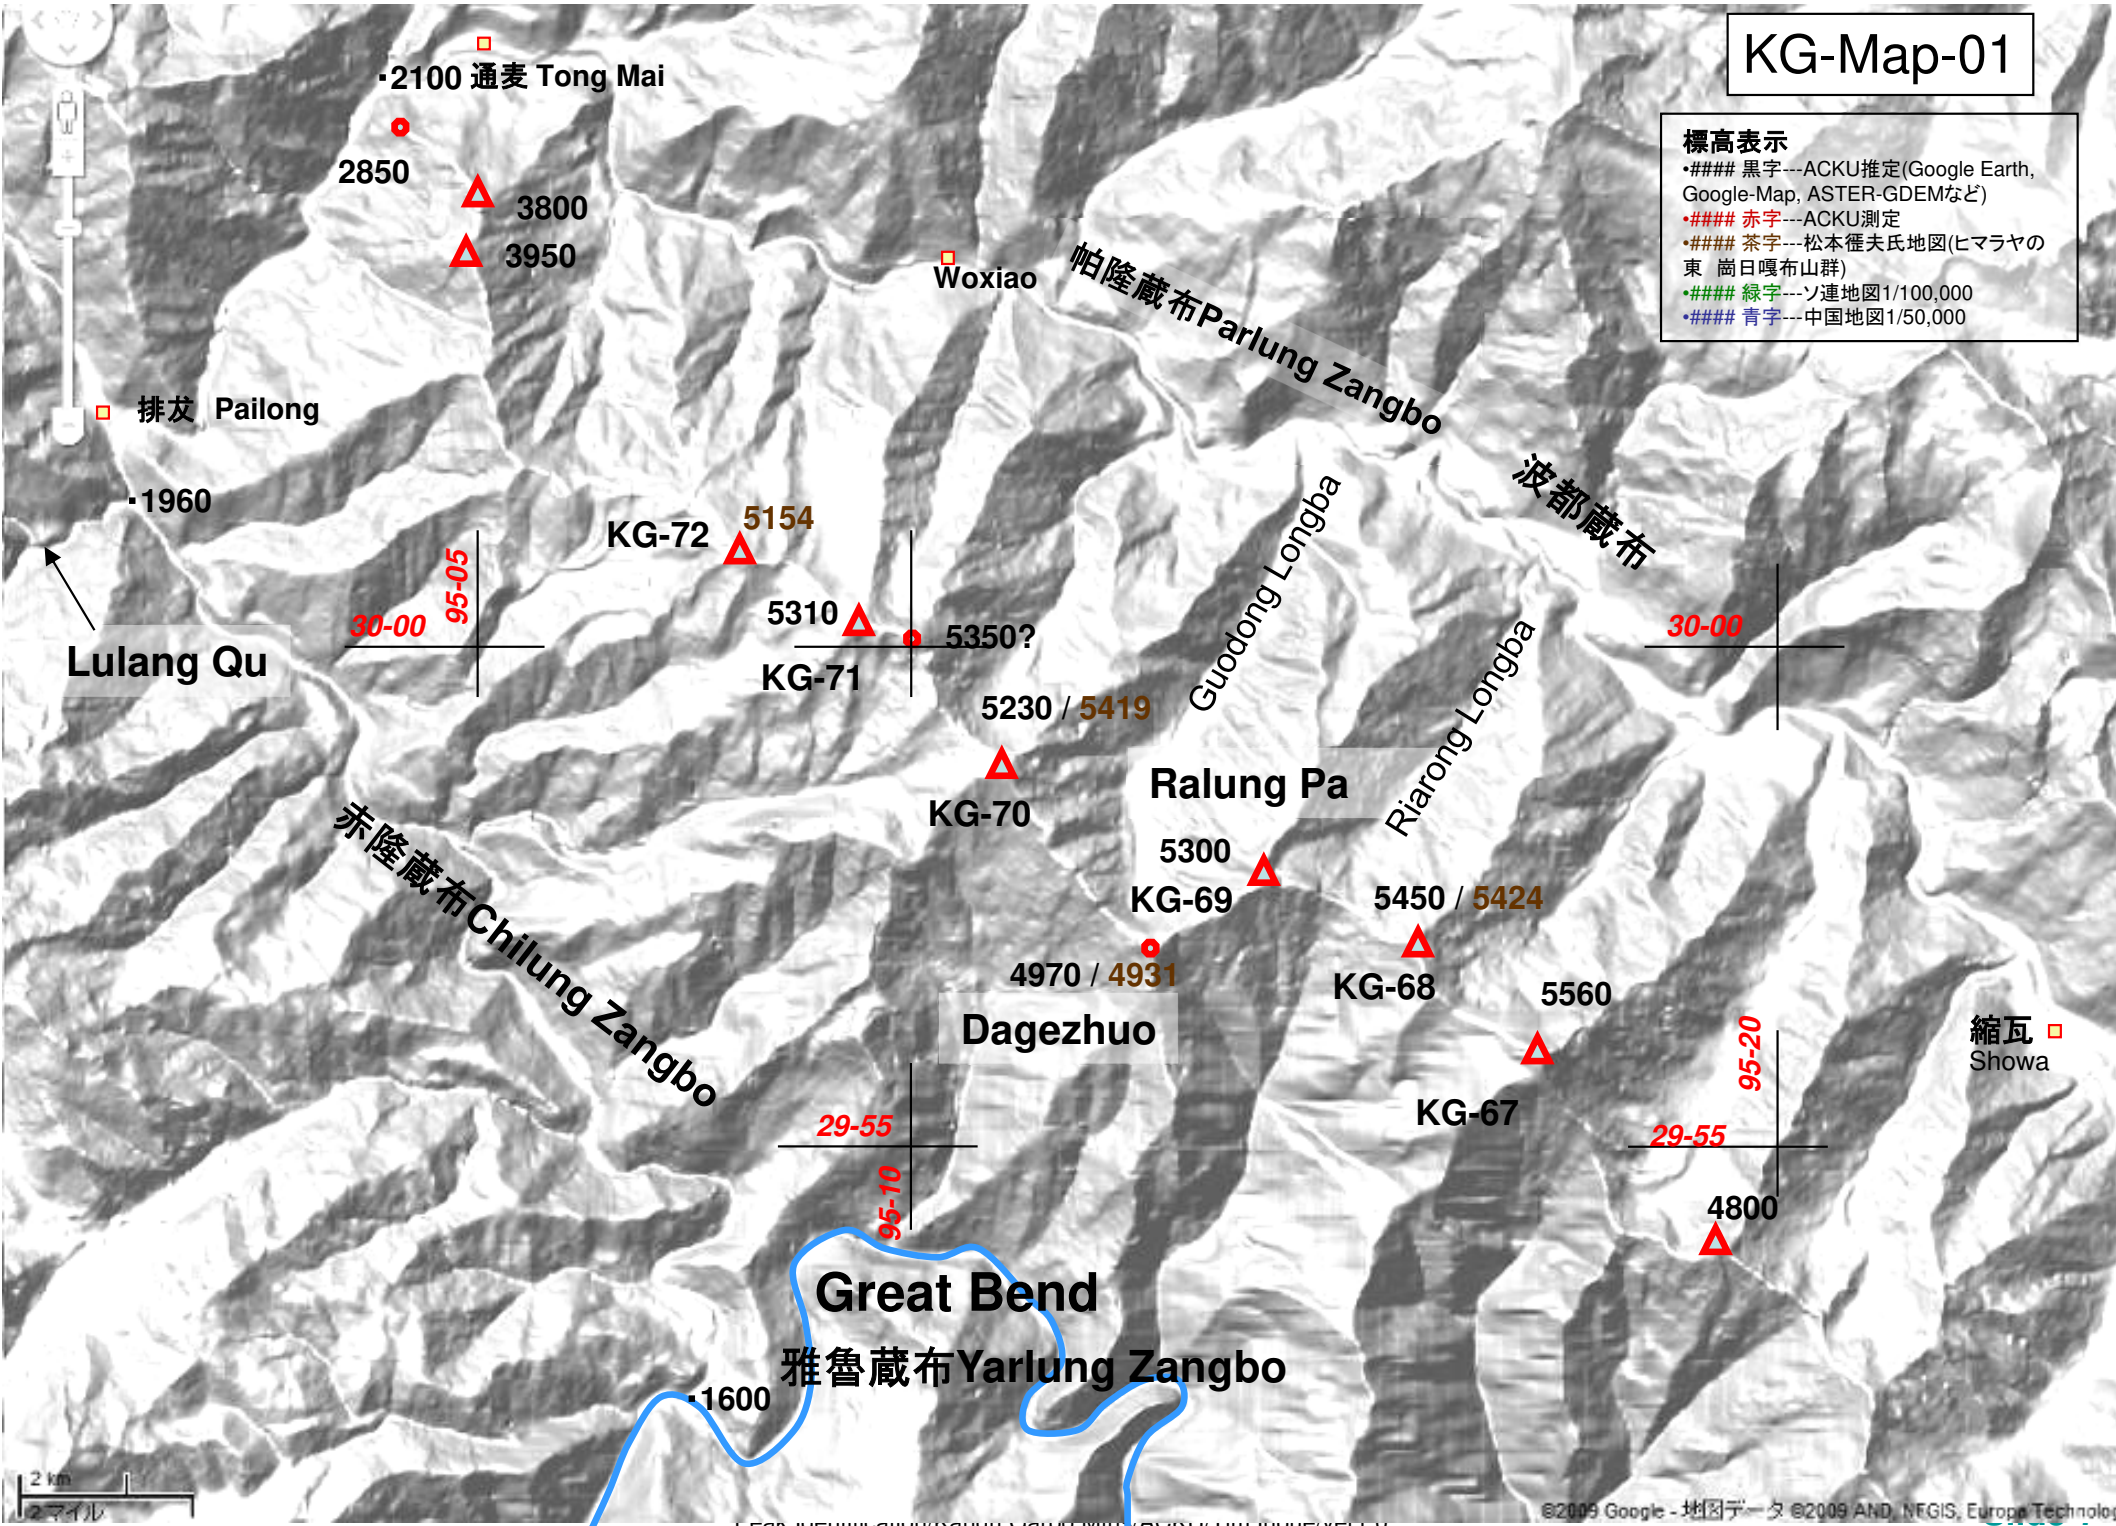 KG-Map-01
標高表示
•#### 黒字---ACKU推定(Google Earth,
Google-Map, ASTER-GDEMなど)
•#### 赤字---ACKU測定
•#### 茶字---松本徰夫氏地図(ヒマラヤの
東 崗日嘎布山群)
•#### 緑字---ソ連地図1/100,000
•#### 青字---中国地図1/50,000
2100 通麦 Tong Mai
2850
3800
3950
Woxiao
帕隆蔵布Parlung Zangbo
排龙 Pailong
1960
波都蔵布
KG-72
5154
95-05
30-00
Lulang Qu
5310
KG-71
5350?
30-00
Guodong Longba
Riarong Longba
5230 / 5419
KG-70
Ralung Pa
赤隆蔵布Chilung Zangbo
5300
KG-69
5450 / 5424
KG-68
4970 / 4931
Dagezhuo
5560
KG-67
縮瓦
Showa
95-20
29-55
95-10
29-55
4800
Great Bend
雅魯蔵布Yarlung Zangbo
1600
2 km
2 マイル
©2009 Google - 地図データ ©2009 AND, NFGIS, Europa Technolog